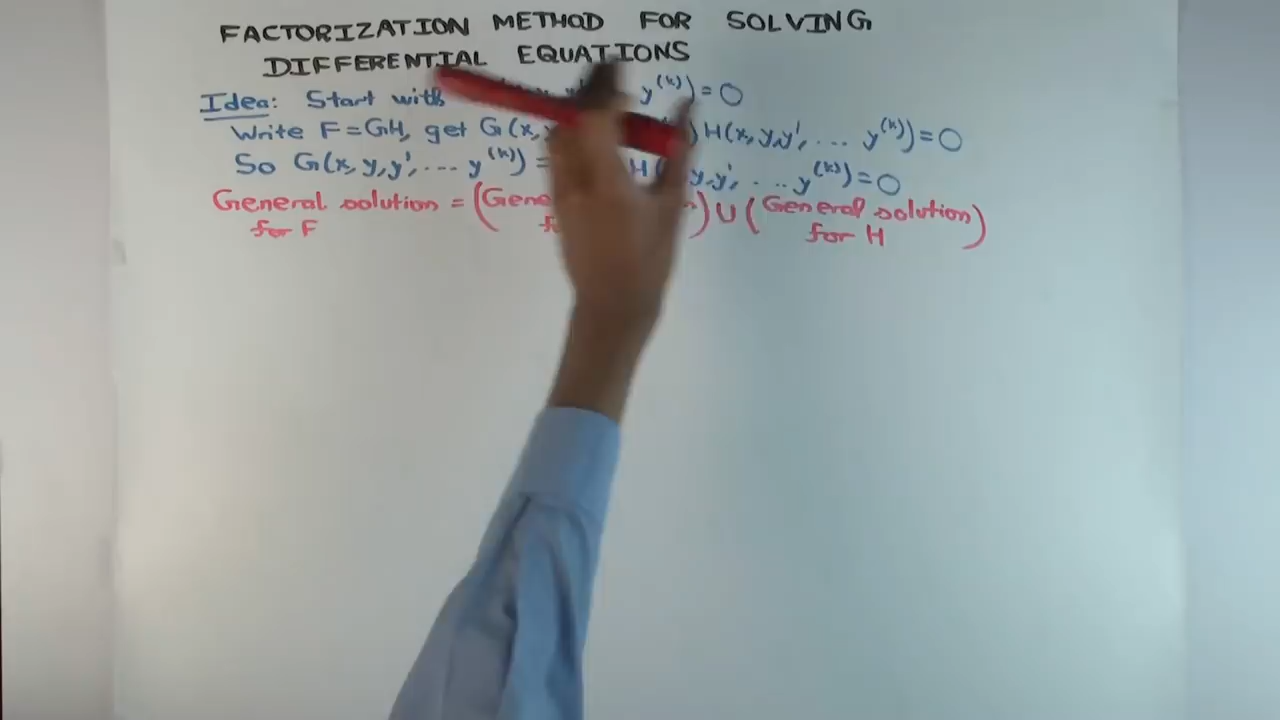 FACTORIZATION METHOD FOR SOLVING
DIFFERENTIAL EQUATIONS
Idea: Start with y^(k)) = 0
Write F = GH, get G(x, y, ) H(x, y, y', ... y^(k)) = 0
So G(x, y, y', ... y^(k)) = H( y, y', ... y^(k)) = 0
General solution = (Gene ) ∪ (General solution)
for F for H